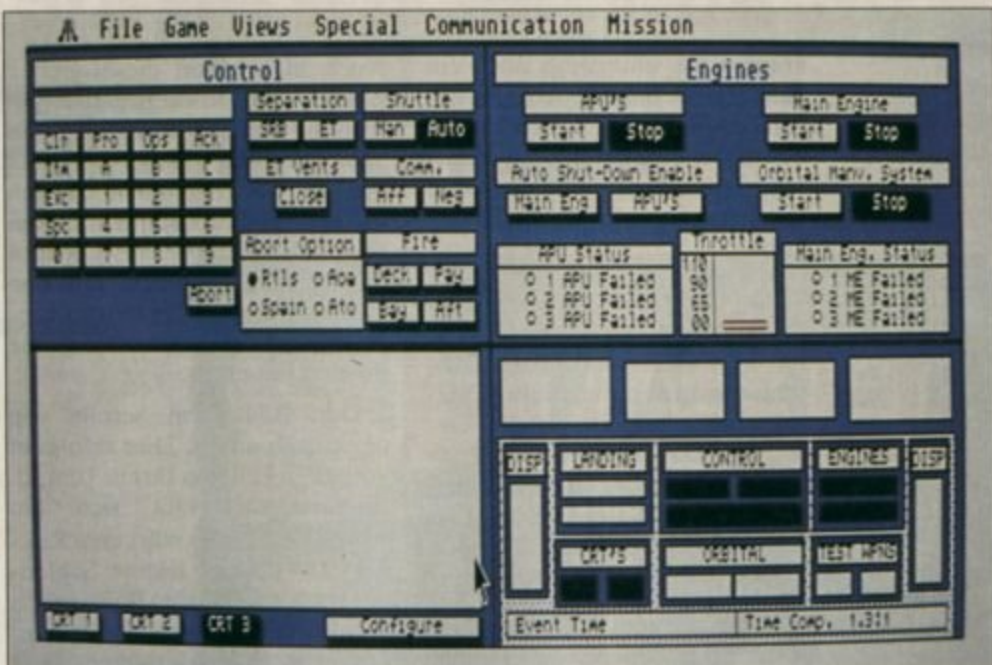 File Game Views Special Communication Mission
Control
Separation Shuttle
SRB ET Man Auto
Clr Pro Ops Ack
ET Vents Comm.
Itm A B C
Close Aff Neg
Exc 1 2 3
Spc 4 5 6
Abort Option Fire
0 7 8 9
Rtls Aoa Deck Pay
Abort
Spain Ato Bay Aft
Engines
APU'S Main Engine
Start Stop Start Stop
Auto Shut-Down Enable Orbital Manv. System
Main Eng APU'S Start Stop
APU Status Throttle Main Eng. Status
110
1 APU Failed 90 1 ME Failed
2 APU Failed 65 2 ME Failed
3 APU Failed 00 3 ME Failed
DISP LANDING CONTROL ENGINES DISP
CRT'S ORBITAL TEST WPNS
CRT 1 CRT 2 CRT 3 Configure
Event Time Time Comp. 1.3:1